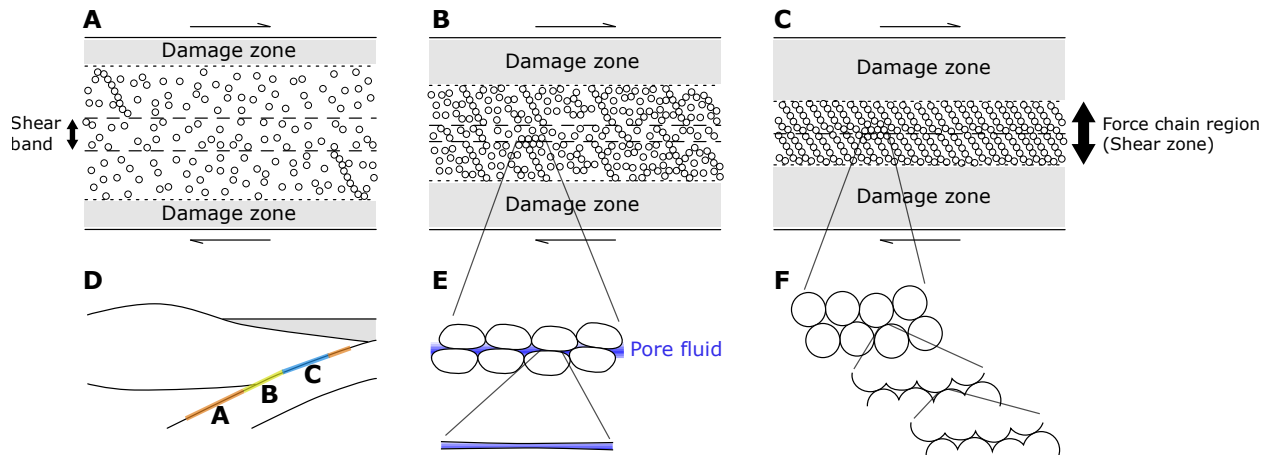 A
B
C
Damage zone
Damage zone
Damage zone
Shear
band
Force chain region
(Shear zone)
Damage zone
Damage zone
Damage zone
D
E
F
Pore fluid
C
B
A